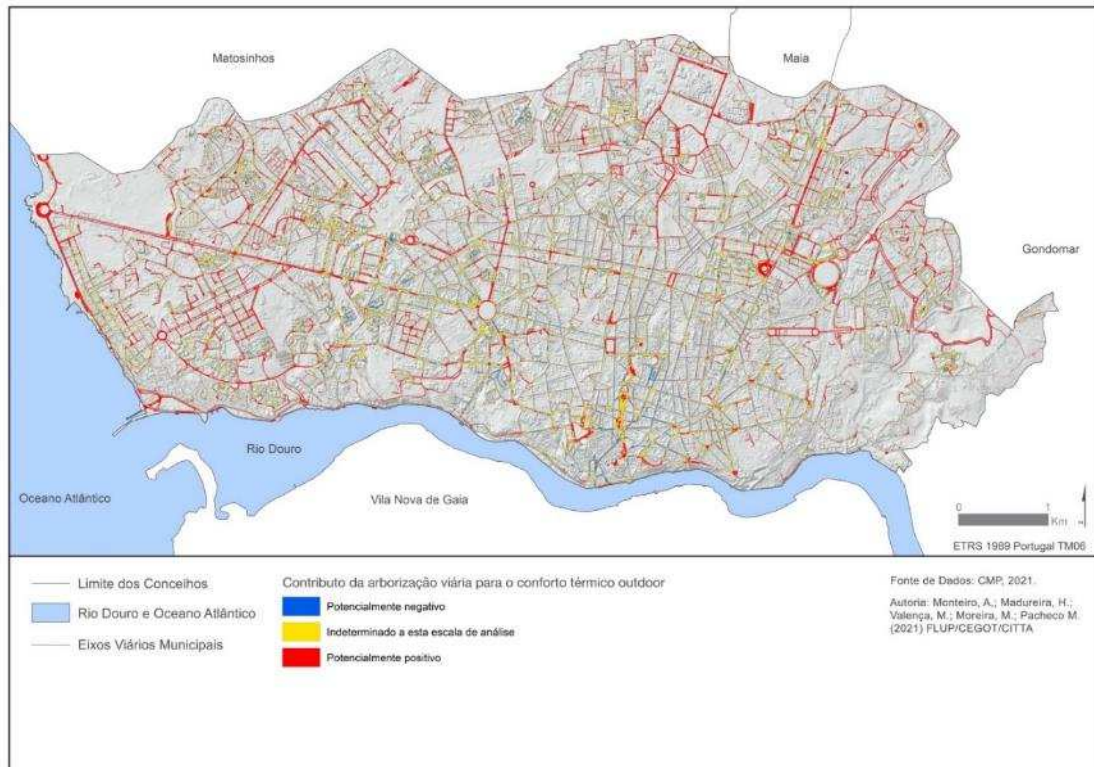 Matosinhos
Maia
Gondomar
Rio Douro
Oceano Atlântico
Vila Nova de Gaia
0 1
Km
N
ETRS 1989 Portugal TM06
Limite dos Concelhos
Rio Douro e Oceano Atlântico
Eixos Viários Municipais
Contributo da arborização viária para o conforto térmico outdoor
Potencialmente negativo
Indeterminado a esta escala de análise
Potencialmente positivo
Fonte de Dados: CMP, 2021.
Autoria: Monteiro, A.; Madureira, H.;
Valença, M.; Moreira, M.; Pacheco M.
(2021) FLUP/CEGOT/CITTA